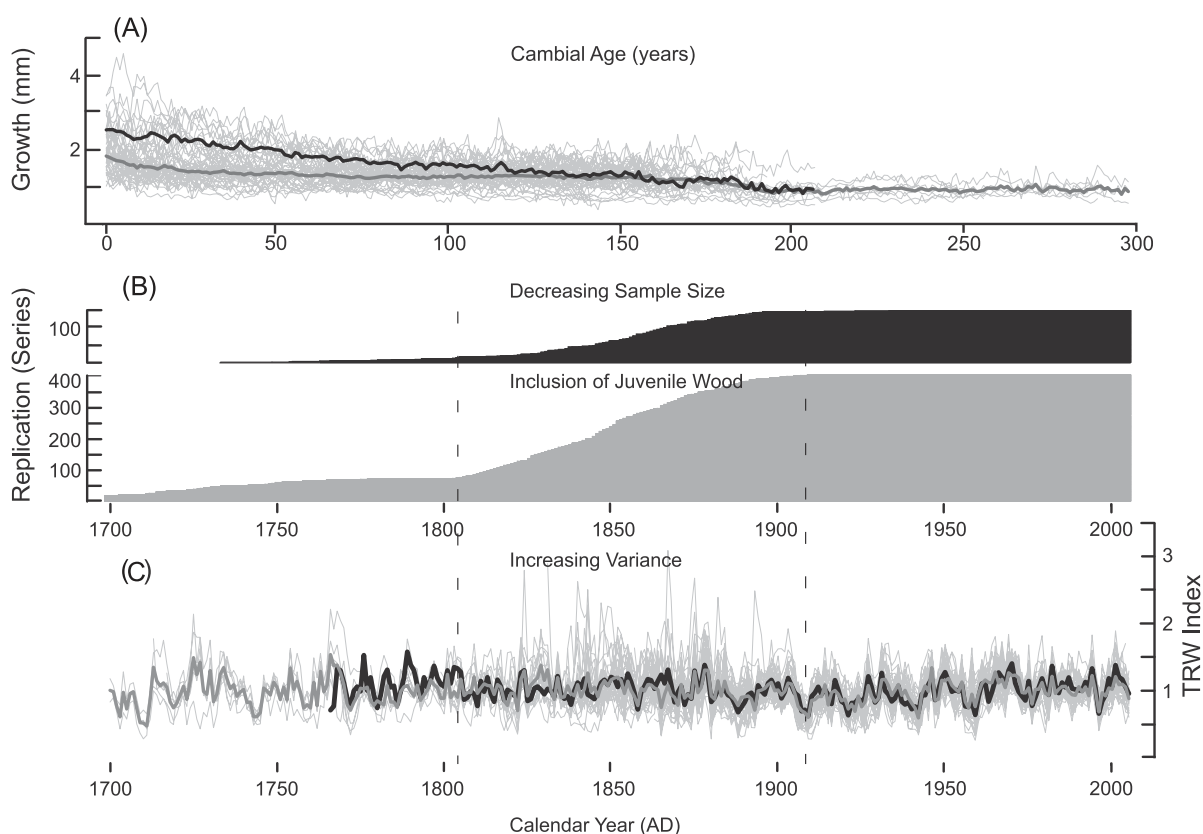 (A)
Cambial Age (years)
Growth (mm)
4
2
0 50 100 150 200 250 300
(B)
Decreasing Sample Size
Replication (Series)
100
Inclusion of Juvenile Wood
400
300
200
100
1700 1750 1800 1850 1900 1950 2000
(C)
Increasing Variance
TRW Index
3
2
1
1700 1750 1800 1850 1900 1950 2000
Calendar Year (AD)